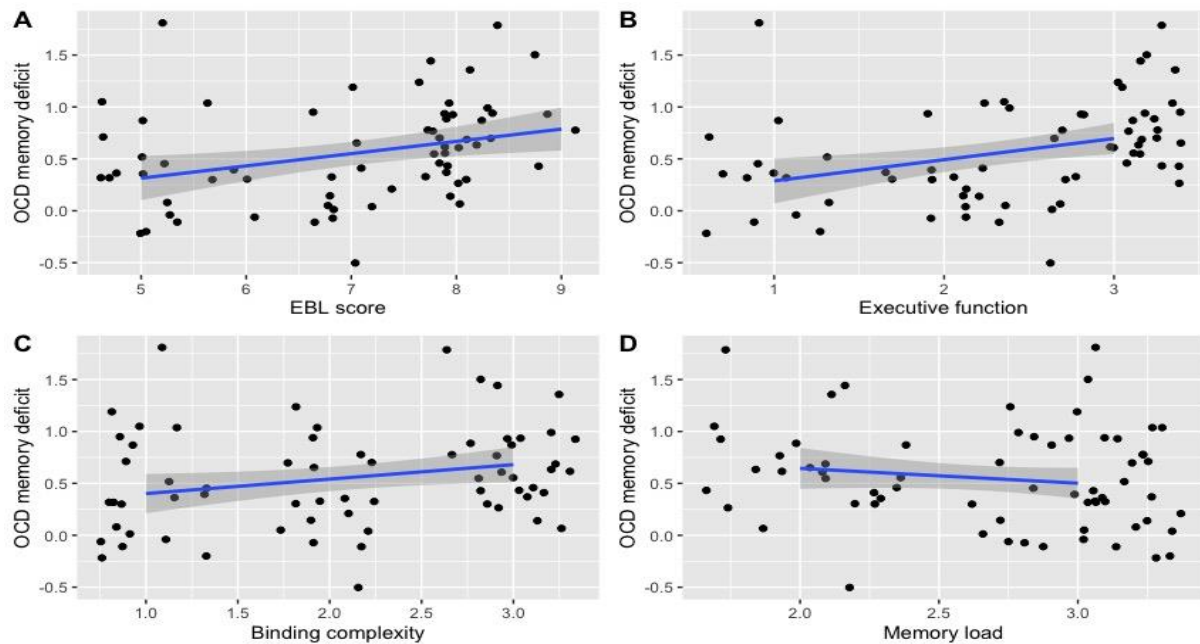 A
OCD memory deficit
1.5
1.0
0.5
0.0
-0.5
5 6 7 8 9
EBL score
B
OCD memory deficit
1.5
1.0
0.5
0.0
-0.5
1 2 3
Executive function
C
OCD memory deficit
1.5
1.0
0.5
0.0
-0.5
1.0 1.5 2.0 2.5 3.0
Binding complexity
D
OCD memory deficit
1.5
1.0
0.5
0.0
-0.5
2.0 2.5 3.0
Memory load